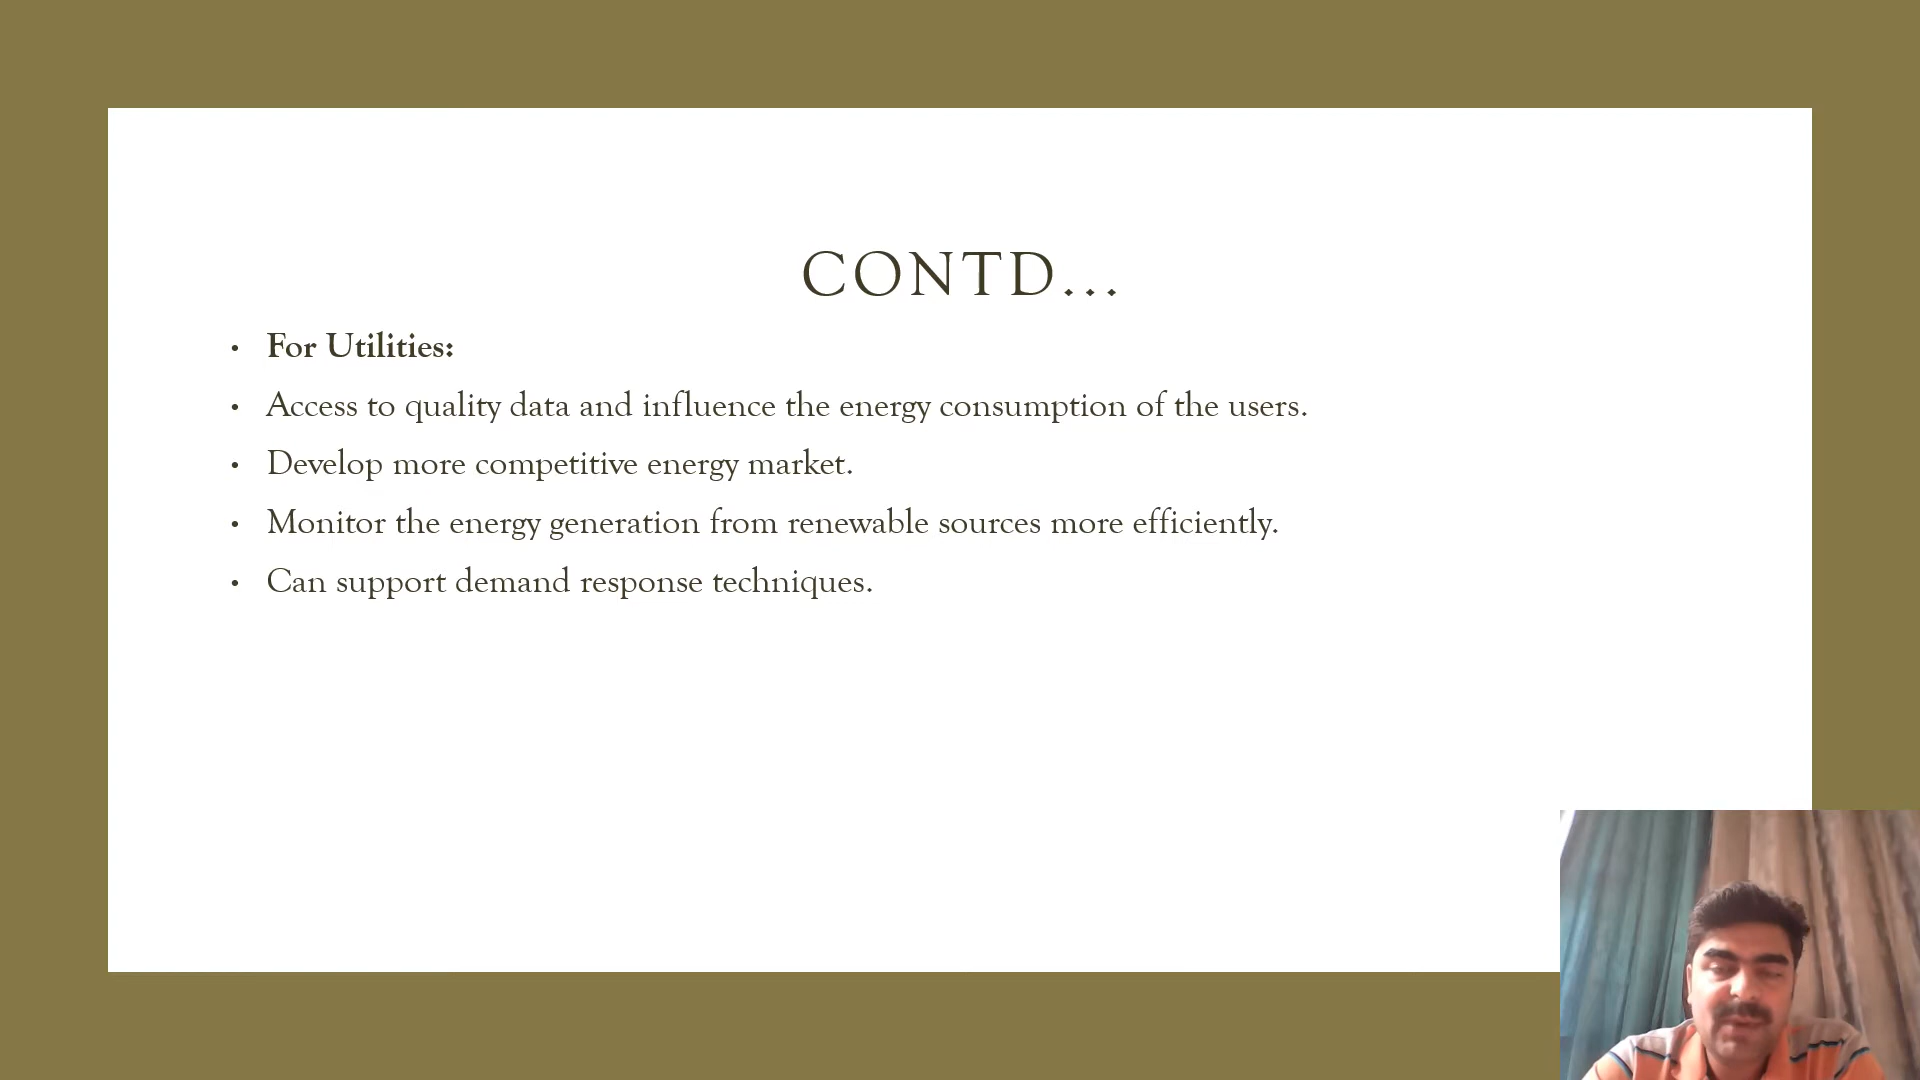 CONTD...
• For Utilities:
• Access to quality data and influence the energy consumption of the users.
• Develop more competitive energy market.
• Monitor the energy generation from renewable sources more efficiently.
• Can support demand response techniques.